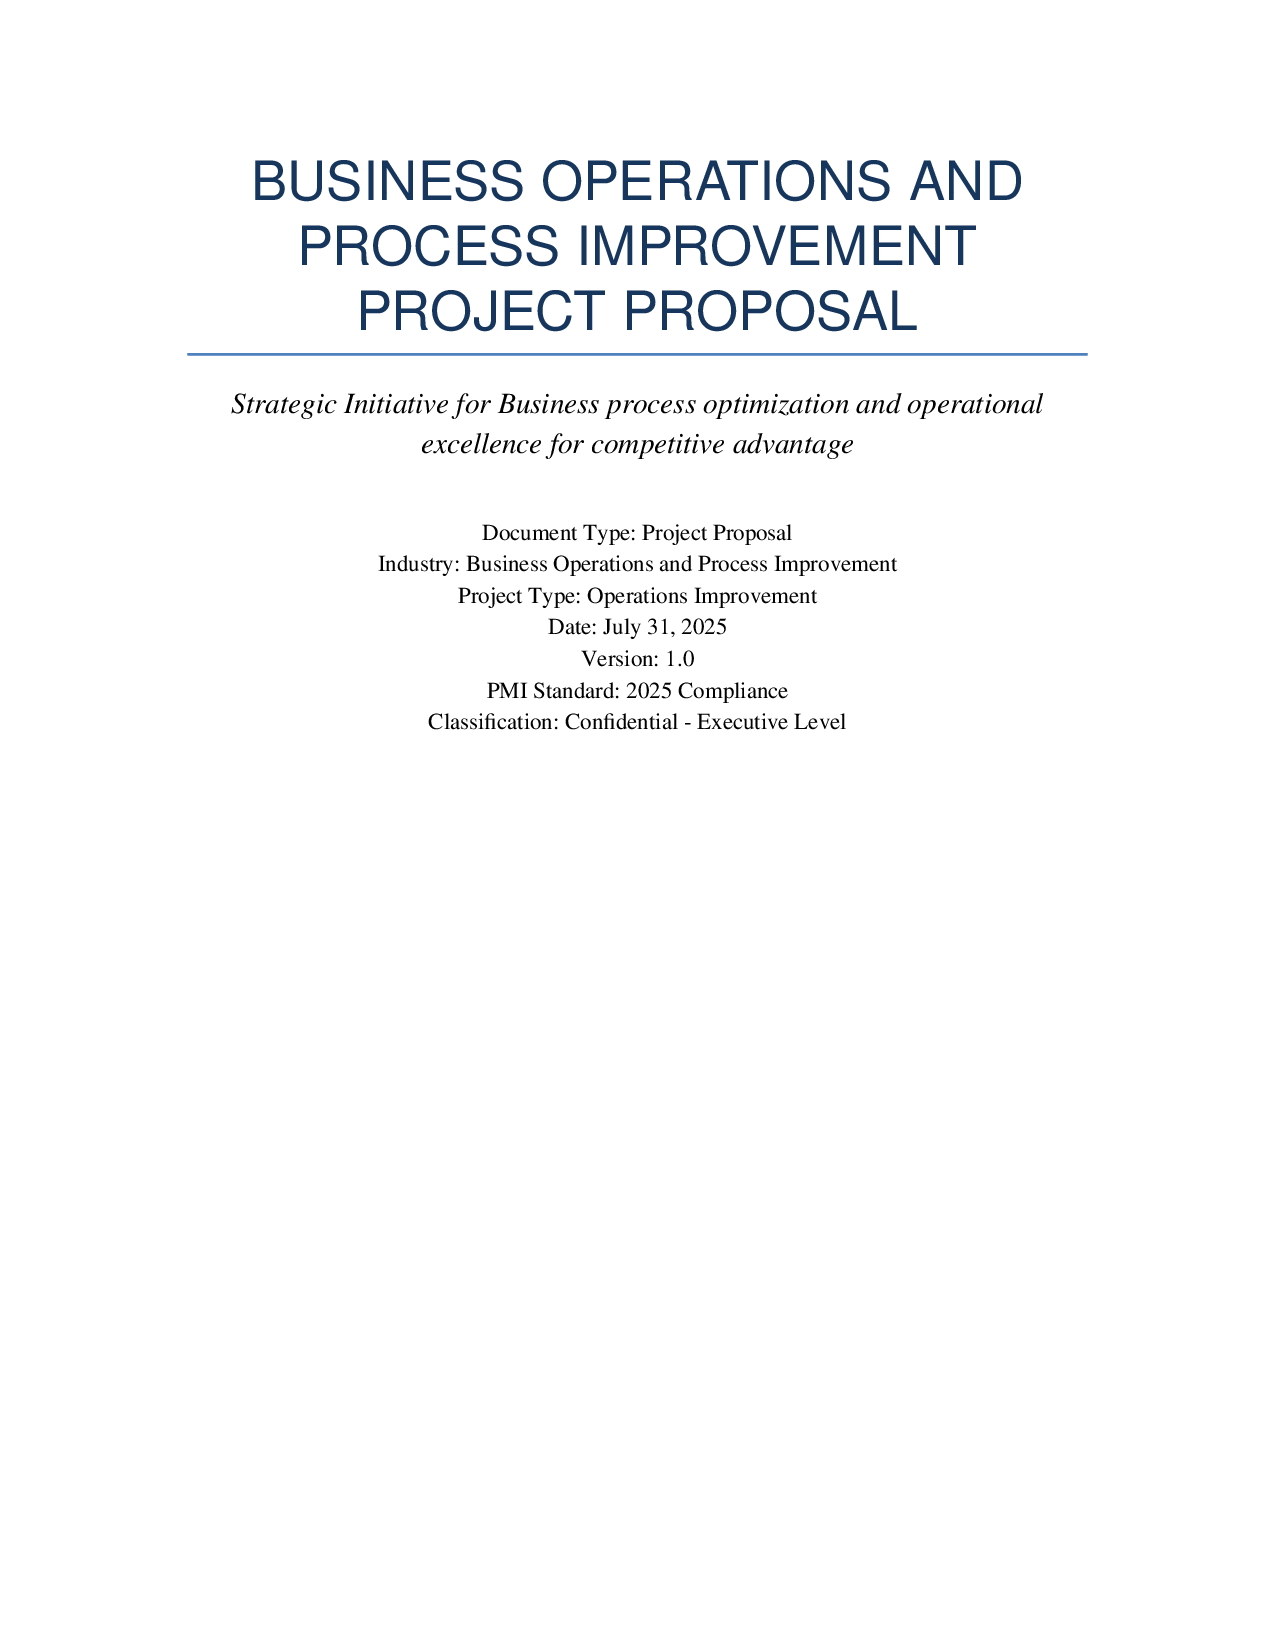 BUSINESS OPERATIONS AND
PROCESS IMPROVEMENT
PROJECT PROPOSAL
Strategic Initiative for Business process optimization and operational
excellence for competitive advantage
Document Type: Project Proposal
Industry: Business Operations and Process Improvement
Project Type: Operations Improvement
Date: July 31, 2025
Version: 1.0
PMI Standard: 2025 Compliance
Classification: Confidential - Executive Level